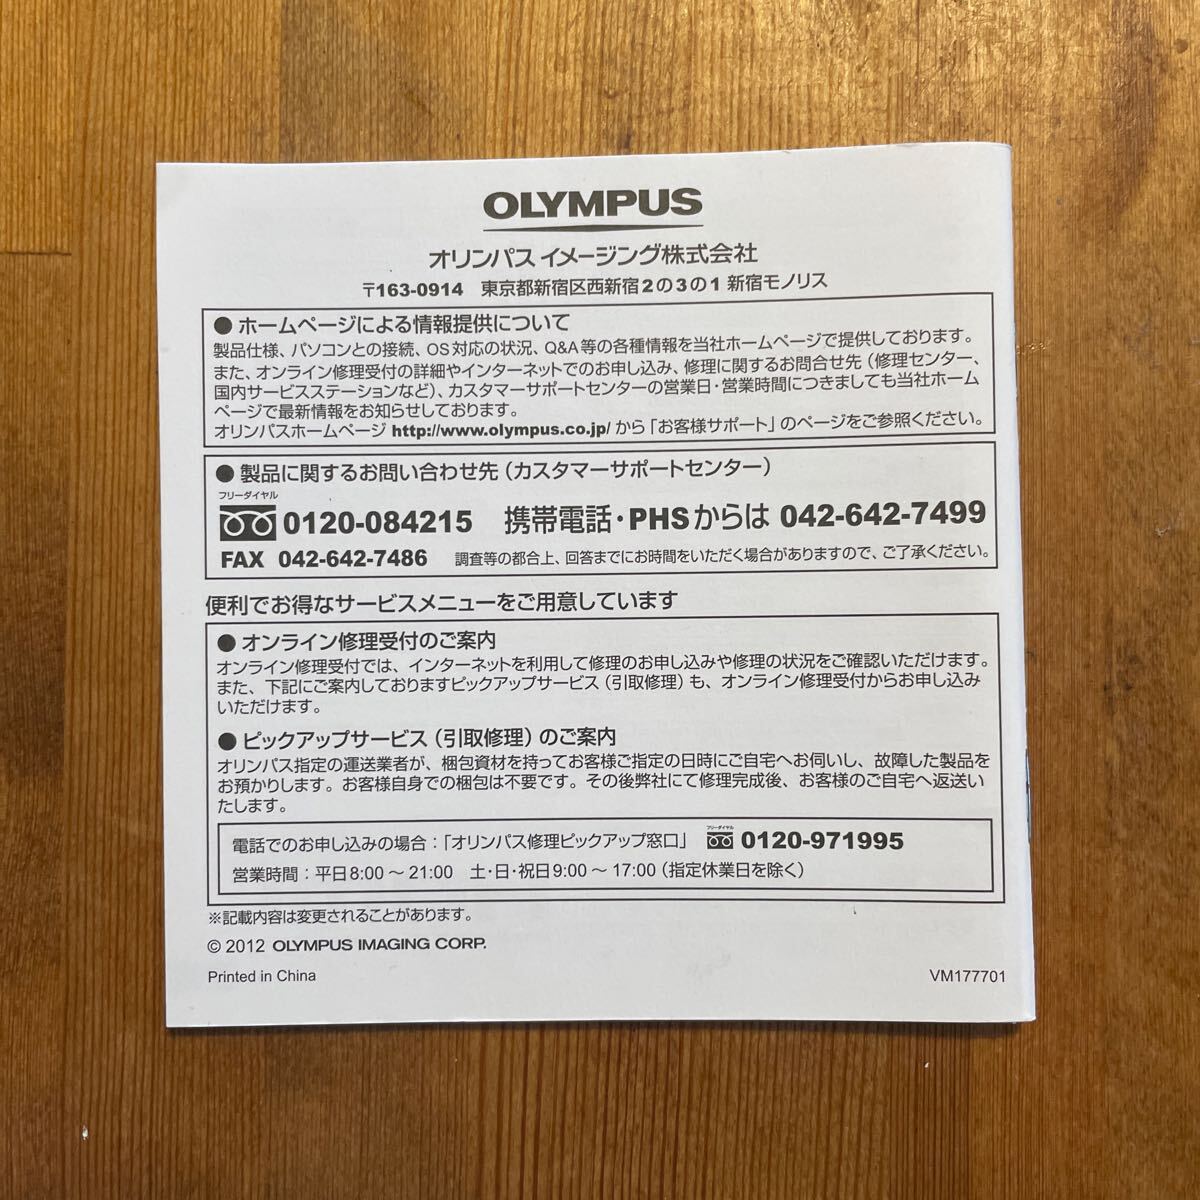 OLYMPUS
オリンパス イメージング株式会社
〒163-0914 東京都新宿区西新宿2の3の1 新宿モノリス
● ホームページによる情報提供について
製品仕様、パソコンとの接続、OS対応の状況、Q&A等の各種情報を当社ホームページで提供しております。
また、オンライン修理受付の詳細やインターネットでのお申し込み、修理に関するお問合せ先（修理センター、
国内サービスステーションなど）、カスタマーサポートセンターの営業日・営業時間につきましても当社ホーム
ページで最新情報をお知らせしております。
オリンパスホームページ http://www.olympus.co.jp/ から「お客様サポート」のページをご参照ください。
● 製品に関するお問い合わせ先（カスタマーサポートセンター）
フリーダイヤル
0120-084215 携帯電話・PHSからは 042-642-7499
FAX 042-642-7486 調査等の都合上、回答までにお時間をいただく場合がありますので、ご了承ください。
便利でお得なサービスメニューをご用意しています
● オンライン修理受付のご案内
オンライン修理受付では、インターネットを利用して修理のお申し込みや修理の状況をご確認いただけます。
また、下記にご案内しておりますピックアップサービス（引取修理）も、オンライン修理受付からお申し込み
いただけます。
● ピックアップサービス（引取修理）のご案内
オリンパス指定の運送業者が、梱包資材を持ってお客様ご指定の日時にご自宅へお伺いし、故障した製品を
お預かりします。お客様自身での梱包は不要です。その後弊社にて修理完成後、お客様のご自宅へ返送い
たします。
電話でのお申し込みの場合：「オリンパス修理ピックアップ窓口」 フリーダイヤル 0120-971995
営業時間：平日8:00～21:00 土・日・祝日9:00～17:00（指定休業日を除く）
※記載内容は変更されることがあります。
© 2012 OLYMPUS IMAGING CORP.
Printed in China VM177701